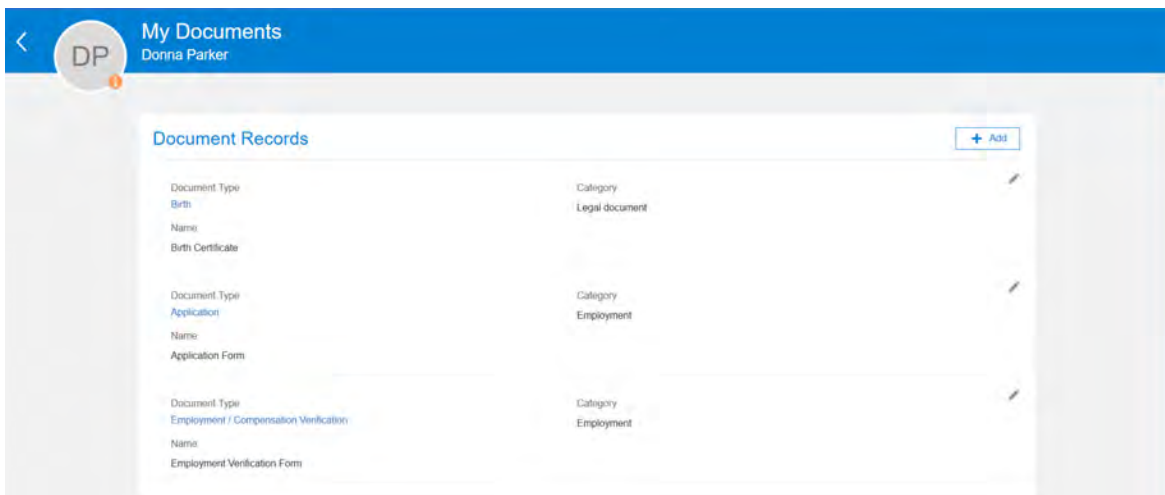 DP
My Documents
Donna Parker
Document Records
+ Add
Document Type
Birth
Category
Legal document
Name
Birth Certificate
Document Type
Application
Category
Employment
Name
Application Form
Document Type
Employment / Compensation Verification
Category
Employment
Name
Employment Verification Form